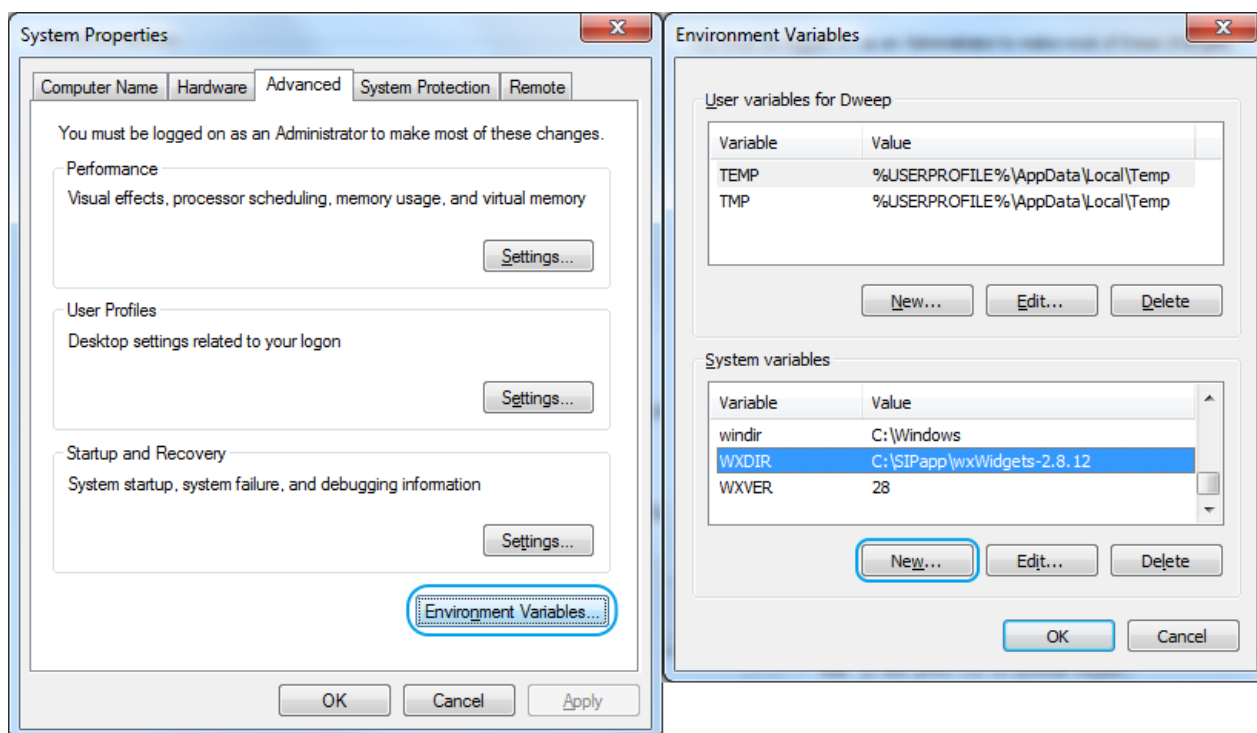 System Properties
Computer Name Hardware Advanced System Protection Remote
You must be logged on as an Administrator to make most of these changes.
Performance
Visual effects, processor scheduling, memory usage, and virtual memory
Settings...
User Profiles
Desktop settings related to your logon
Settings...
Startup and Recovery
System startup, system failure, and debugging information
Settings...
Environment Variables...
OK Cancel Apply
Environment Variables
User variables for Dweep
Variable Value
TEMP %USERPROFILE%\AppData\Local\Temp
TMP %USERPROFILE%\AppData\Local\Temp
New... Edit... Delete
System variables
Variable Value
windir C:\Windows
WXDIR C:\SIPapp\wxWidgets-2.8.12
WXVER 28
New... Edit... Delete
OK Cancel